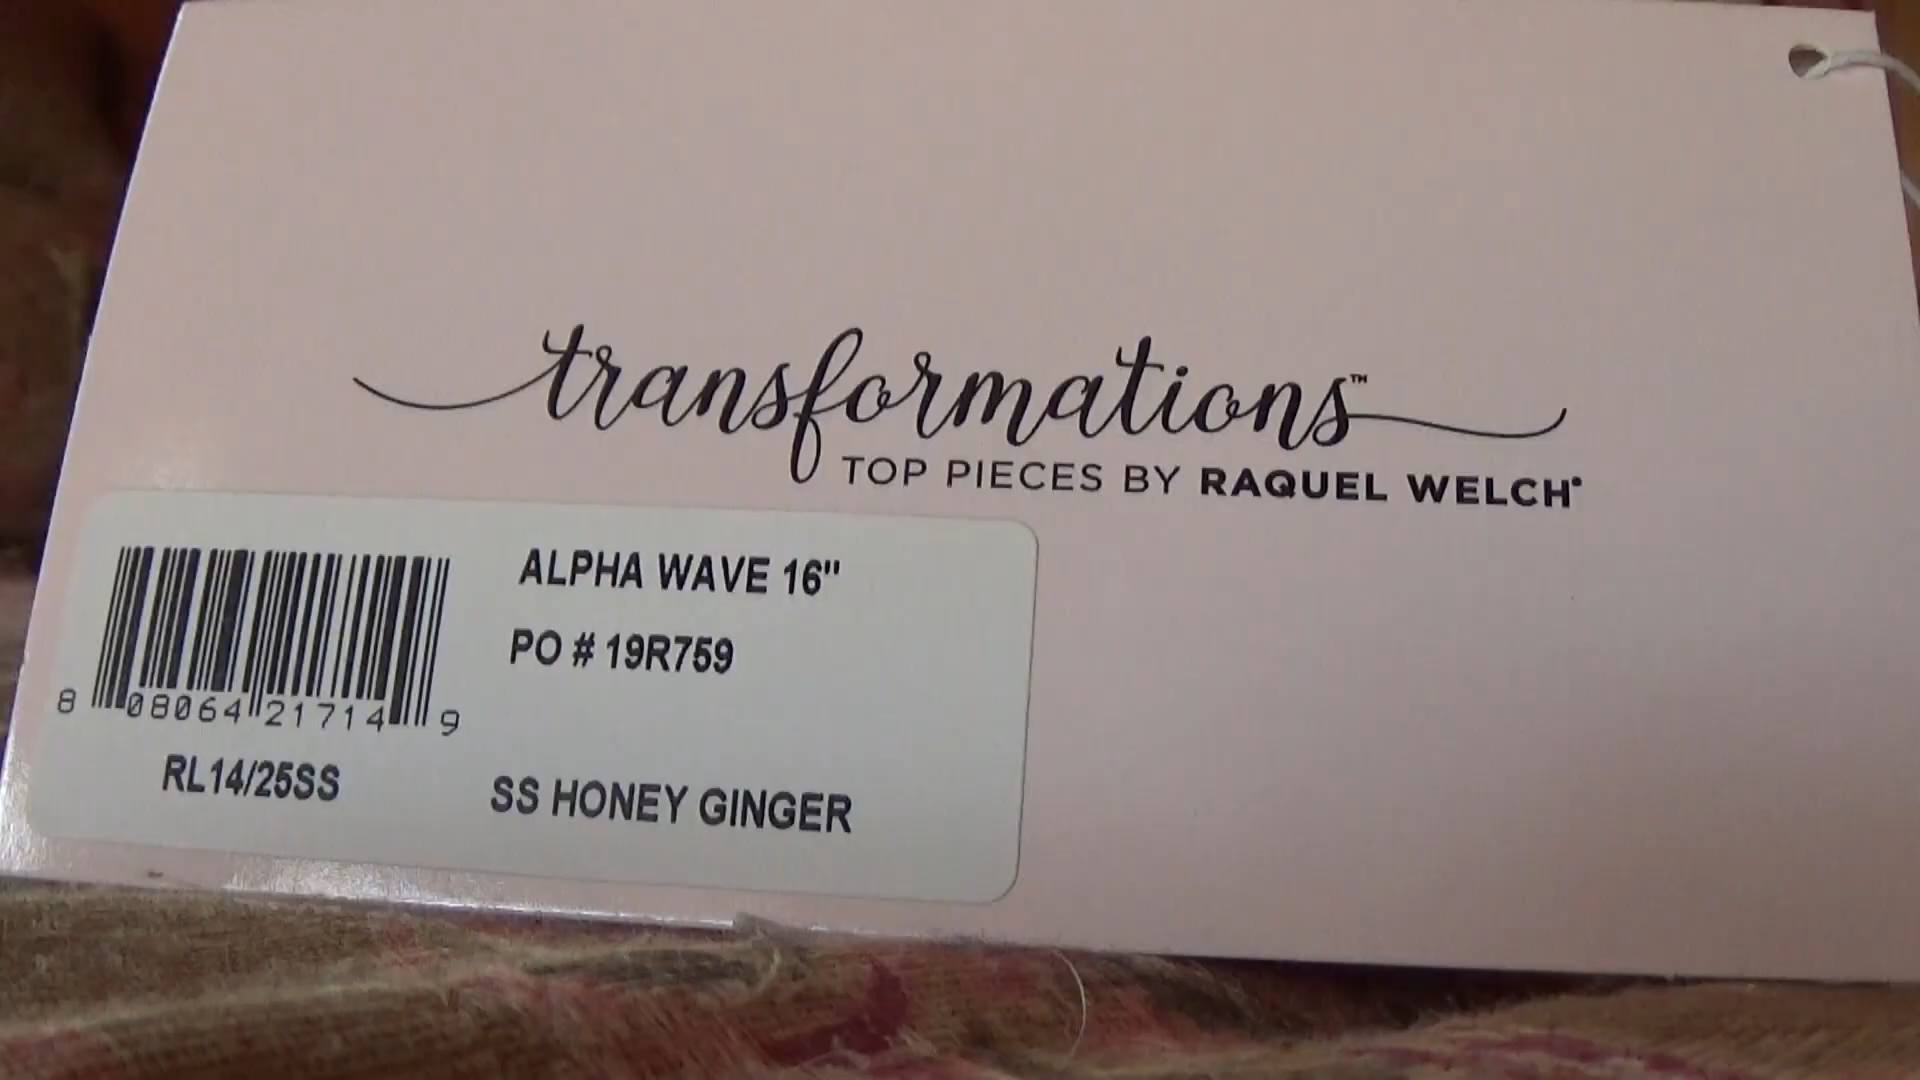 transformations™
TOP PIECES BY RAQUEL WELCH®
ALPHA WAVE 16"
PO # 19R759
8 08064 21714 9
RL14/25SS
SS HONEY GINGER